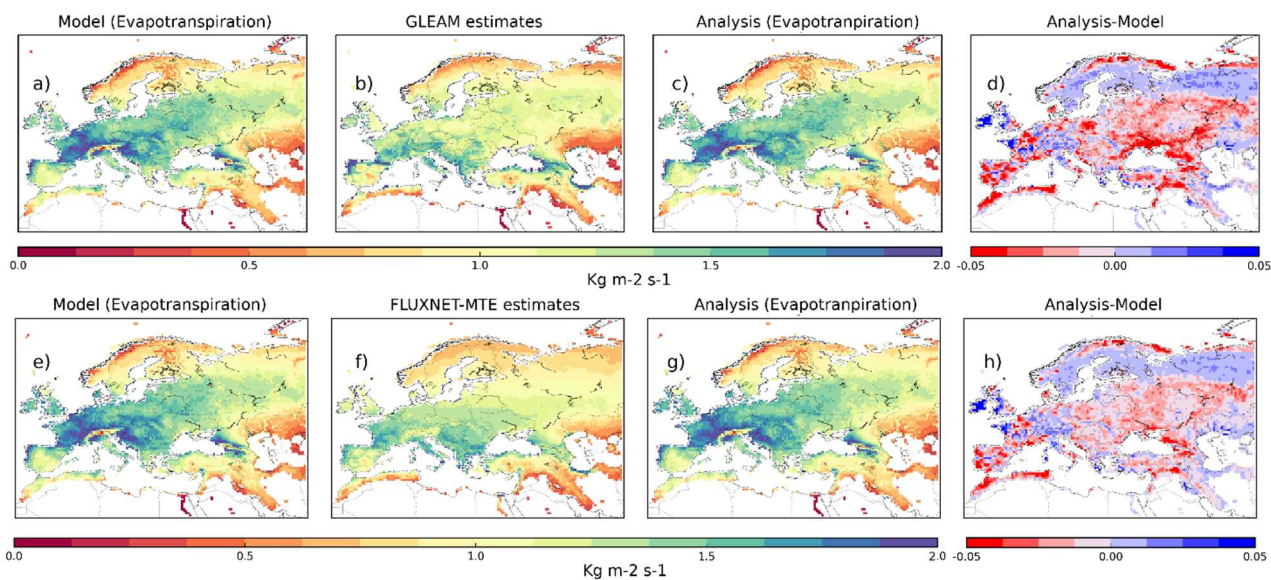 Model (Evapotranspiration) GLEAM estimates Analysis (Evapotranpiration) Analysis-Model
a) b) c) d)
0.0 0.5 1.0 1.5 2.0 -0.05 0.00 0.05
Kg m-2 s-1
Model (Evapotranspiration) FLUXNET-MTE estimates Analysis (Evapotranpiration) Analysis-Model
e) f) g) h)
0.0 0.5 1.0 1.5 2.0 -0.05 0.00 0.05
Kg m-2 s-1